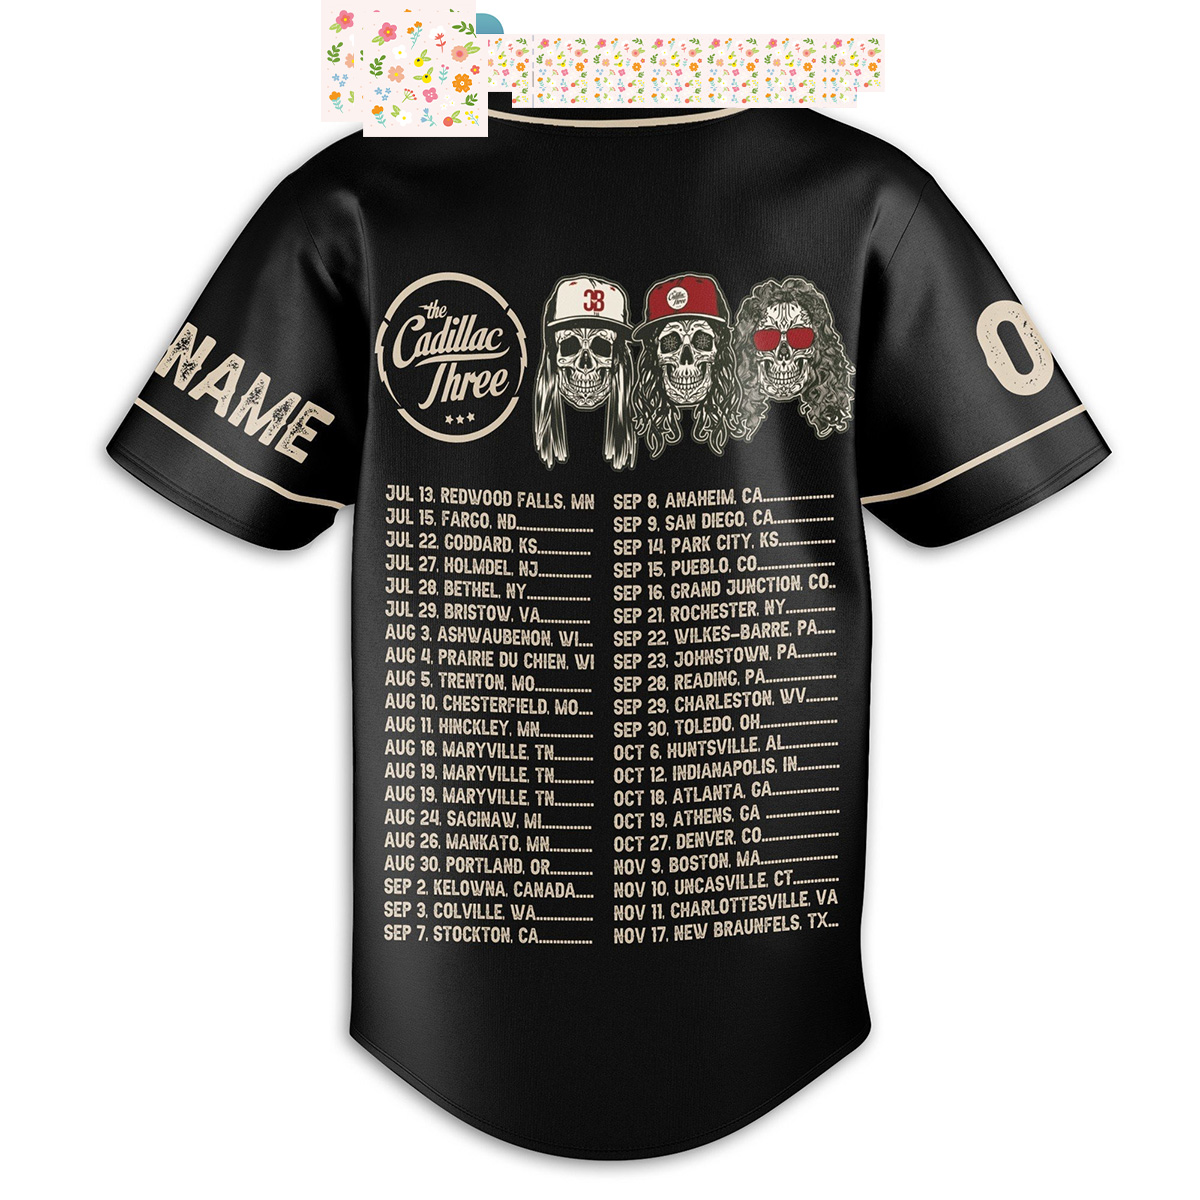 the
Cadillac
Three
CB
Cadillac
Three
NAME
0
JUL 13, REDWOOD FALLS, MN
JUL 15, FARGO, ND..................
JUL 22, GODDARD, KS.............
JUL 27, HOLMDEL, NJ.............
JUL 28, BETHEL, NY...............
JUL 29, BRISTOW, VA............
AUG 3, ASHWAUBENON, WI....
AUG 4, PRAIRIE DU CHIEN, WI
AUG 5, TRENTON, MO.............
AUG 10, CHESTERFIELD, MO....
AUG 11, HINCKLEY, MN............
AUG 18, MARYVILLE, TN.........
AUG 19, MARYVILLE, TN.........
AUG 19, MARYVILLE, TN.........
AUG 24, SAGINAW, MI............
AUG 26, MANKATO, MN..........
AUG 30, PORTLAND, OR..........
SEP 2, KELOWNA, CANADA....
SEP 3, COLVILLE, WA.............
SEP 7, STOCKTON, CA............
SEP 8, ANAHEIM, CA................
SEP 9, SAN DIEGO, CA.............
SEP 14, PARK CITY, KS............
SEP 15, PUEBLO, CO.................
SEP 16, GRAND JUNCTION, CO..
SEP 21, ROCHESTER, NY...........
SEP 22, WILKES-BARRE, PA....
SEP 23, JOHNSTOWN, PA.........
SEP 28, READING, PA...............
SEP 29, CHARLESTON, WV.......
SEP 30, TOLEDO, OH.................
OCT 6, HUNTSVILLE, AL............
OCT 12, INDIANAPOLIS, IN.........
OCT 18, ATLANTA, GA...............
OCT 19, ATHENS, GA ................
OCT 27, DENVER, CO.................
NOV 9, BOSTON, MA.................
NOV 10, UNCASVILLE, CT..........
NOV 11, CHARLOTTESVILLE, VA
NOV 17, NEW BRAUNFELS, TX...